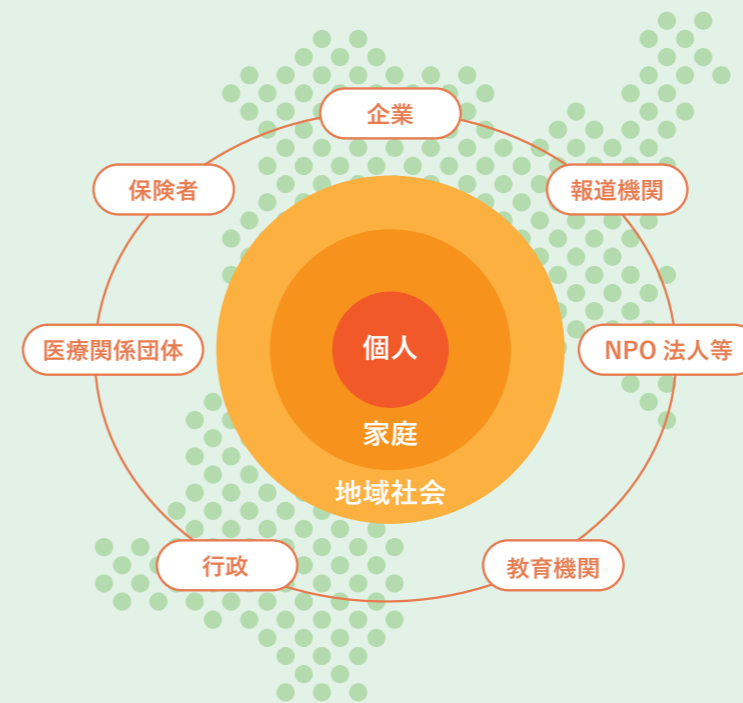 企業
保険者
報道機関
医療関係団体
NPO 法人等
個人
家庭
地域社会
行政
教育機関